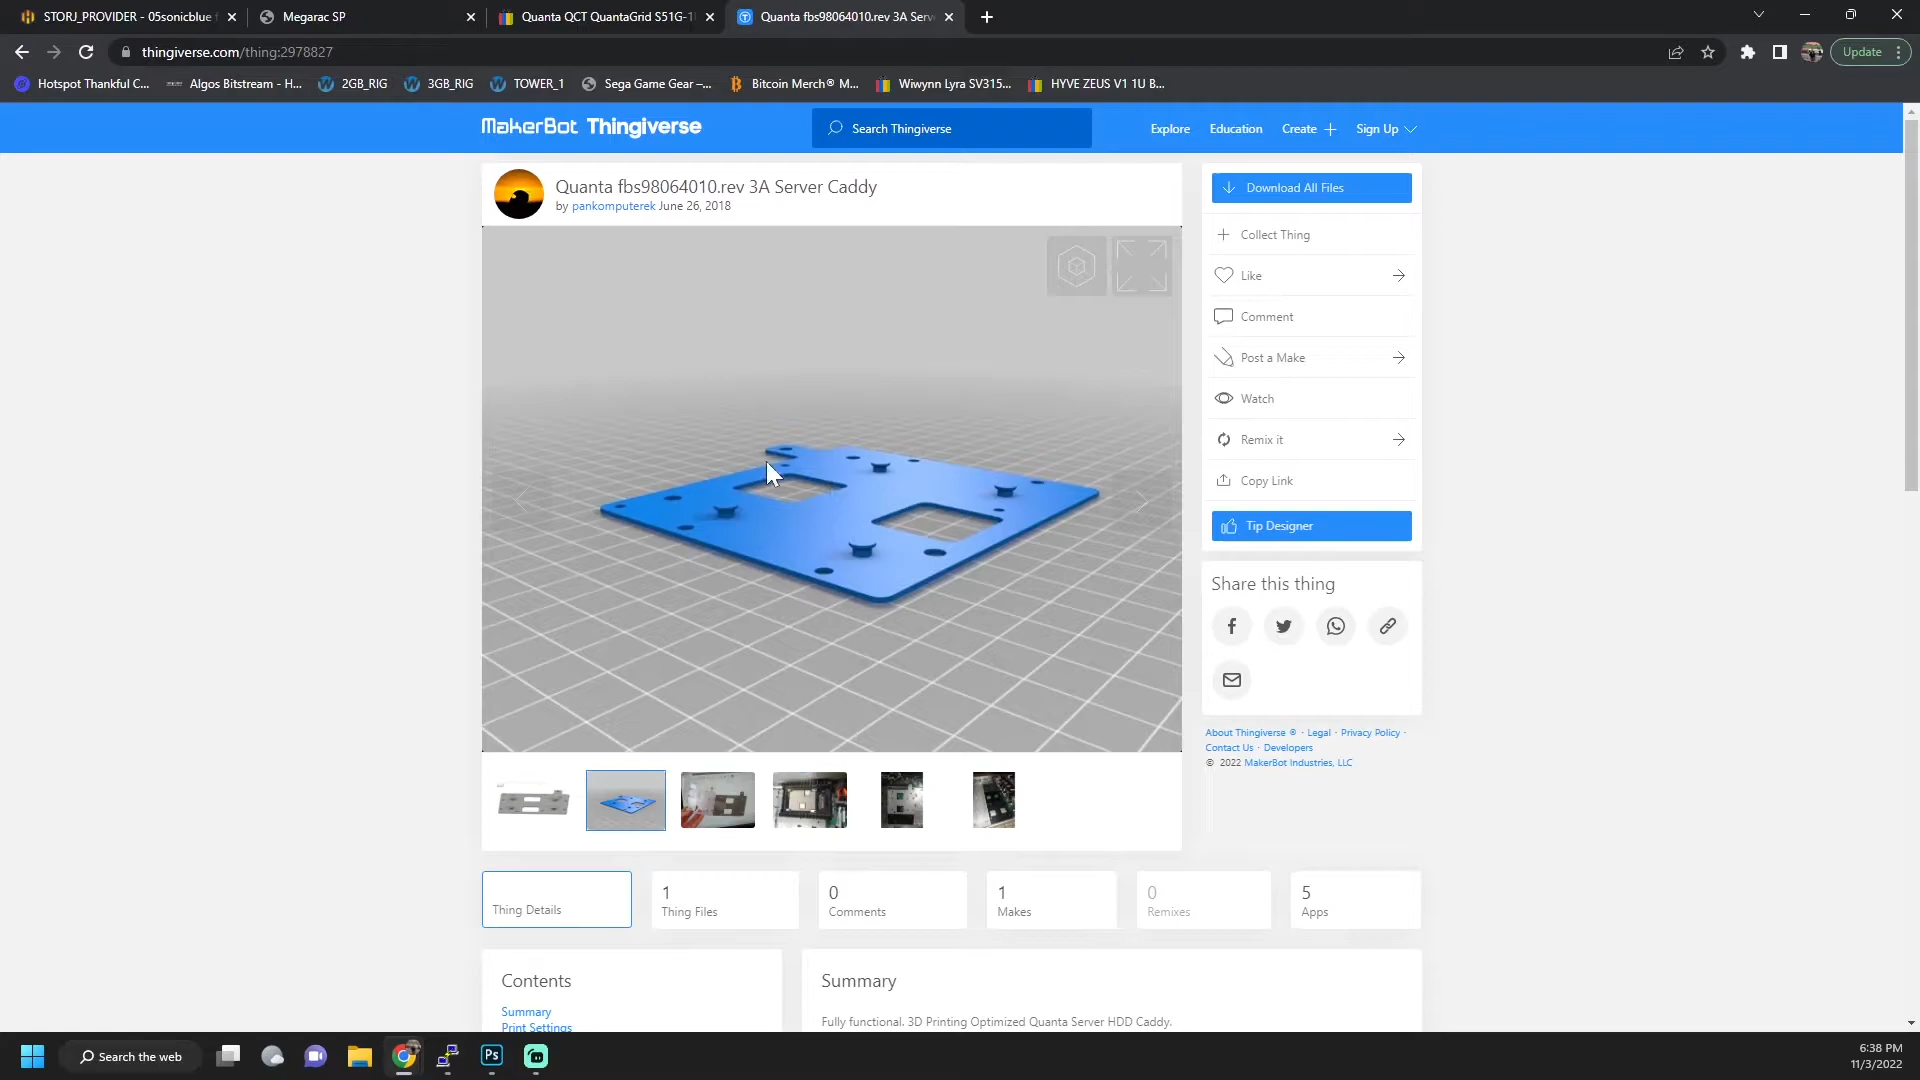 STORJ_PROVIDER - 05sonicblue
Megarac SP
Quanta QCT QuantaGrid S51G-1
Quanta fbs98064010.rev 3A Serv
thingiverse.com/thing:2978827
Update
Hotspot Thankful C...
Algos Bitstream - H...
2GB_RIG
3GB_RIG
TOWER_1
Sega Game Gear –...
Bitcoin Merch® M...
Wiwynn Lyra SV315...
HYVE ZEUS V1 1U B...
MakerBot Thingiverse
Search Thingiverse
Explore
Education
Create
Sign Up
Quanta fbs98064010.rev 3A Server Caddy
by pankomputerek June 26, 2018
Download All Files
Collect Thing
Like
Comment
Post a Make
Watch
Remix it
Copy Link
Tip Designer
Share this thing
About Thingiverse ® · Legal · Privacy Policy ·
Contact Us · Developers
© 2022 MakerBot Industries, LLC
Thing Details
1
Thing Files
0
Comments
1
Makes
0
Remixes
5
Apps
Contents
Summary
Print Settings
Summary
Fully functional. 3D Printing Optimized Quanta Server HDD Caddy.
Search the web
Ps
6:38 PM
11/3/2022